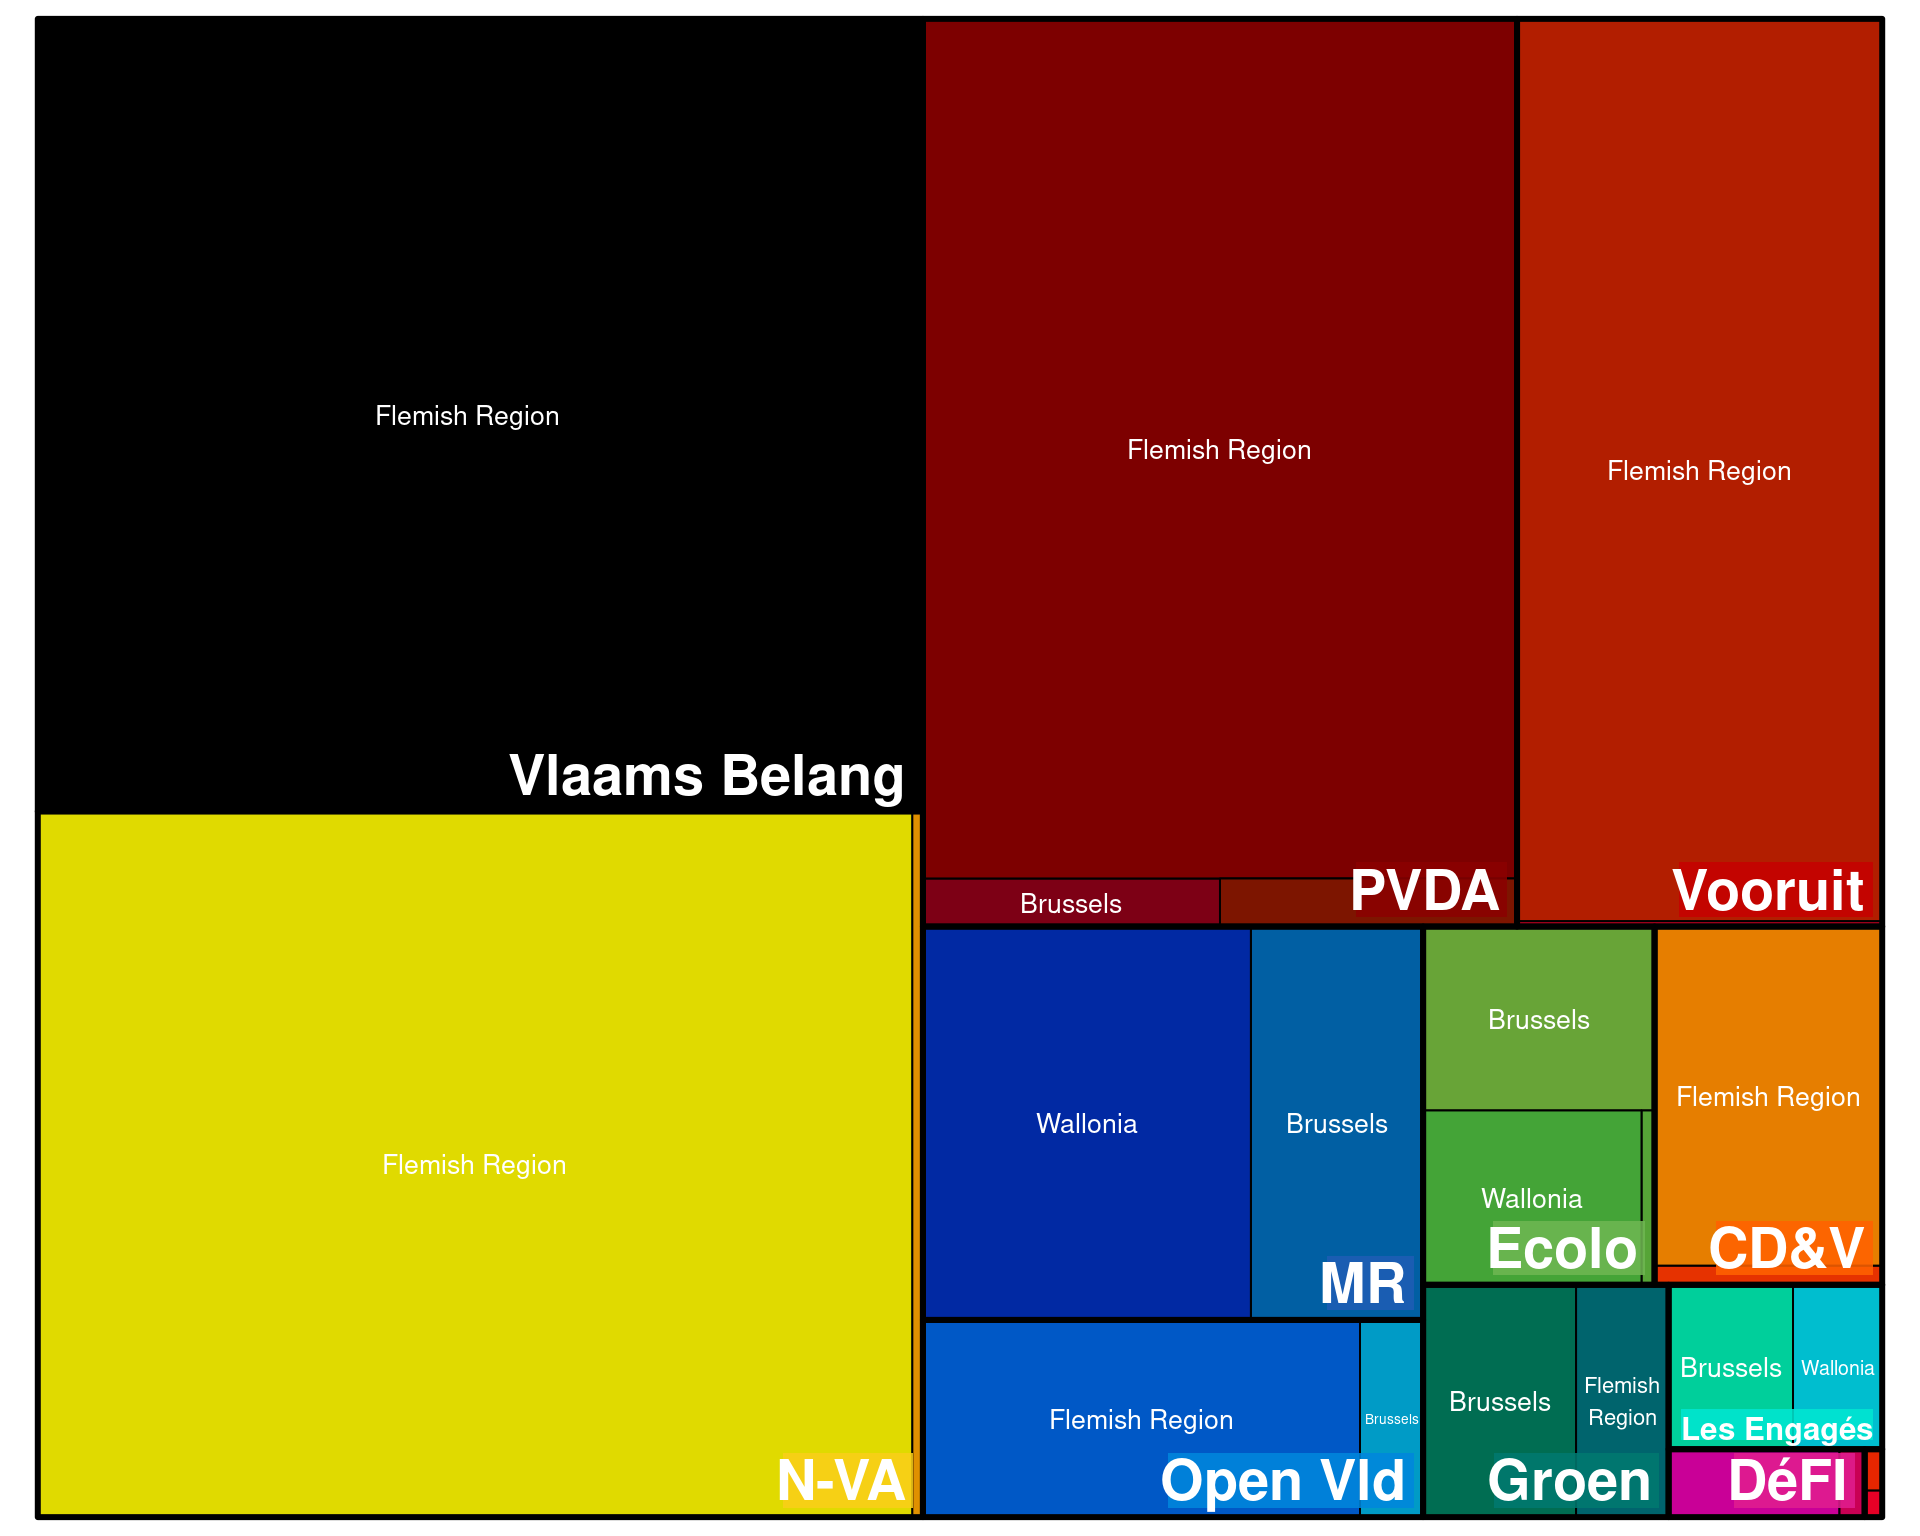 Flemish Region
Vlaams Belang
Flemish Region
N-VA
Flemish Region
Brussels
PVDA
Flemish Region
Vooruit
Wallonia
Brussels
MR
Flemish Region
Brussels
Open Vld
Brussels
Wallonia
Ecolo
Flemish Region
CD&V
Brussels
Flemish
Region
Groen
Brussels
Wallonia
Les Engagés
DéFI